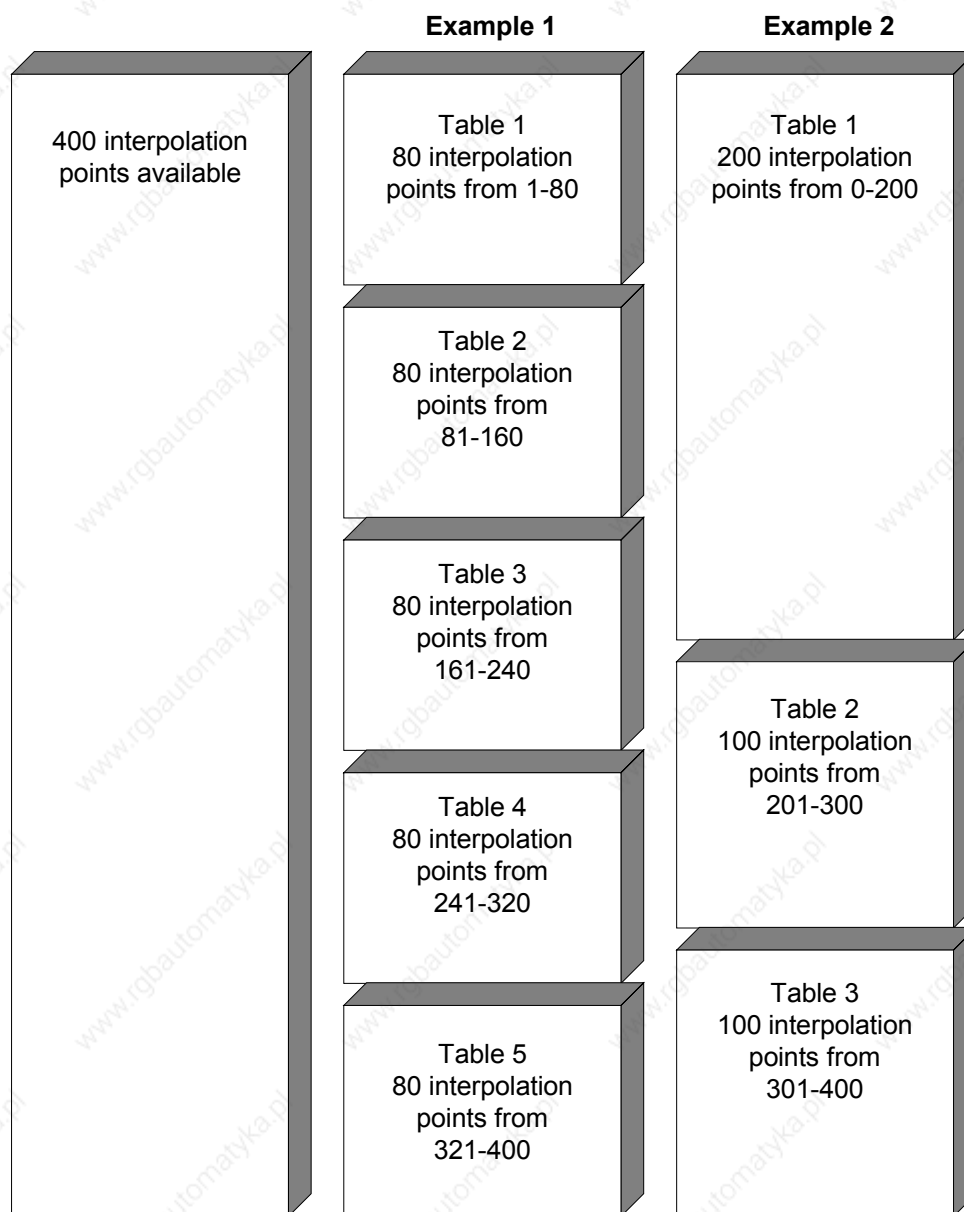 Example 1
Example 2
400 interpolation
points available
Table 1
80 interpolation
points from 1-80
Table 2
80 interpolation
points from
81-160
Table 3
80 interpolation
points from
161-240
Table 4
80 interpolation
points from
241-320
Table 5
80 interpolation
points from
321-400
Table 1
200 interpolation
points from 0-200
Table 2
100 interpolation
points from
201-300
Table 3
100 interpolation
points from
301-400
www.rgbautomatyka.pl